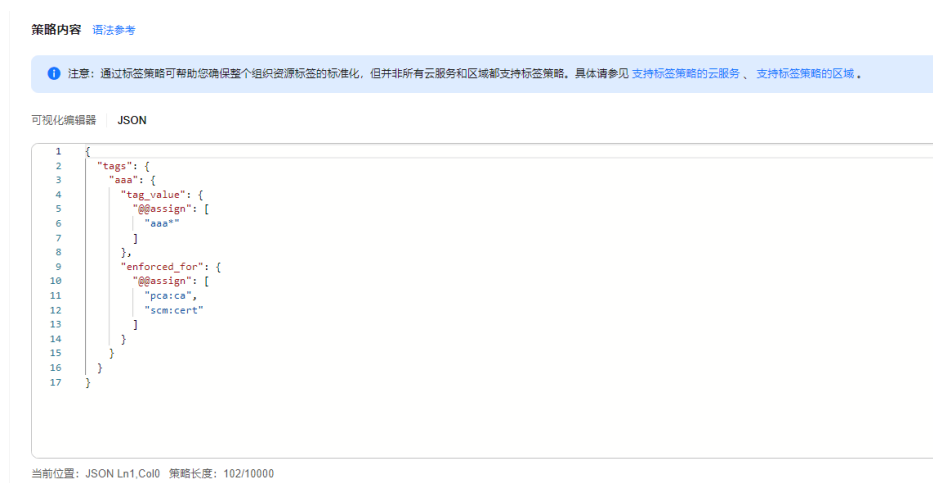 策略内容 语法参考
注意：通过标签策略可帮助您确保整个组织资源标签的标准化，但并非所有云服务和区域都支持标签策略。具体请参见 支持标签策略的云服务 、 支持标签策略的区域 。
可视化编辑器 JSON
1 {
2 "tags": {
3 "aaa": {
4 "tag_value": {
5 "@@assign": [
6 "aaa*"
7 ]
8 },
9 "enforced_for": {
10 "@@assign": [
11 "pca:ca",
12 "scm:cert"
13 ]
14 }
15 }
16 }
17 }
当前位置：JSON Ln1,Col0 策略长度：102/10000